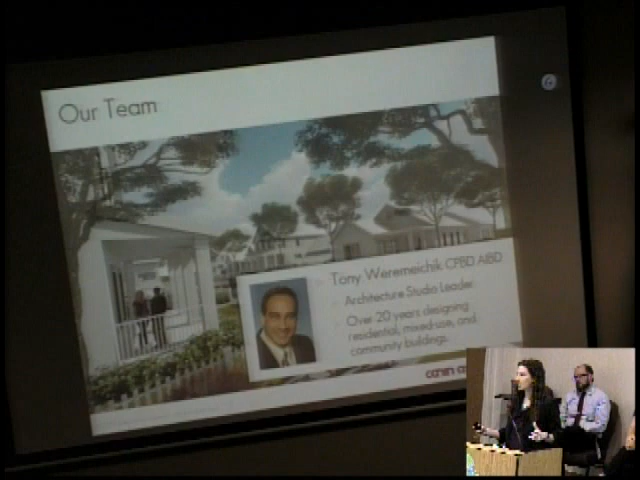 Our Team
Tony Weremeichik CPBD AIBD
Architecture Studio Leader
Over 20 years designing
residential, mixed-use, and
community buildings.